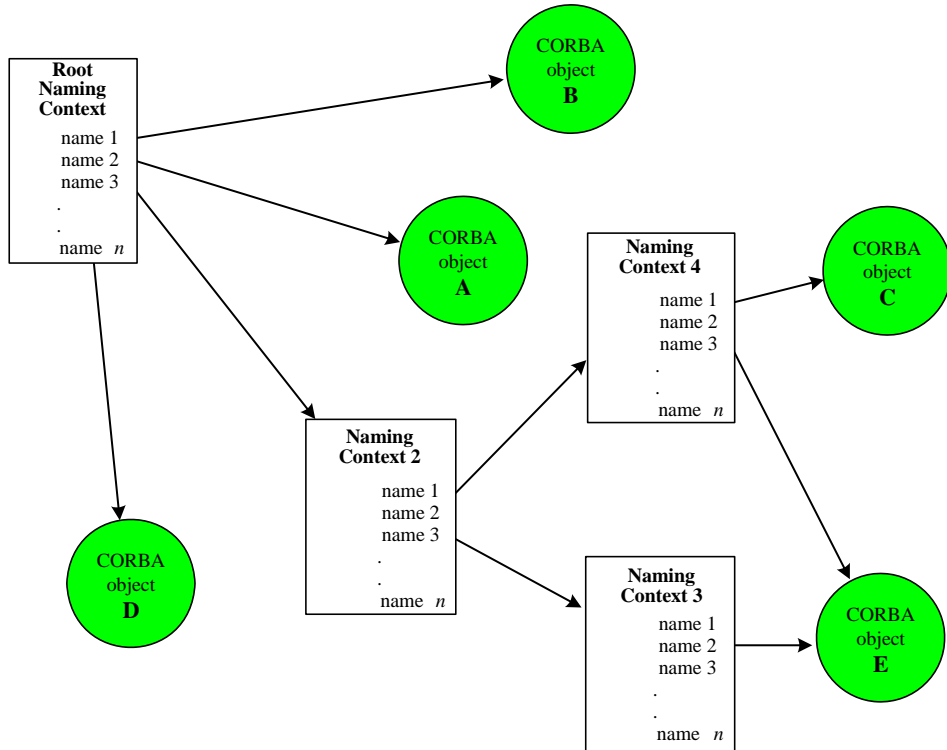 Root
Naming
Context
name 1
name 2
name 3
.
.
name n
CORBA
object
B
CORBA
object
A
Naming
Context 4
name 1
name 2
name 3
.
.
name n
CORBA
object
C
Naming
Context 2
name 1
name 2
name 3
.
.
name n
CORBA
object
D
Naming
Context 3
name 1
name 2
name 3
.
.
name n
CORBA
object
E